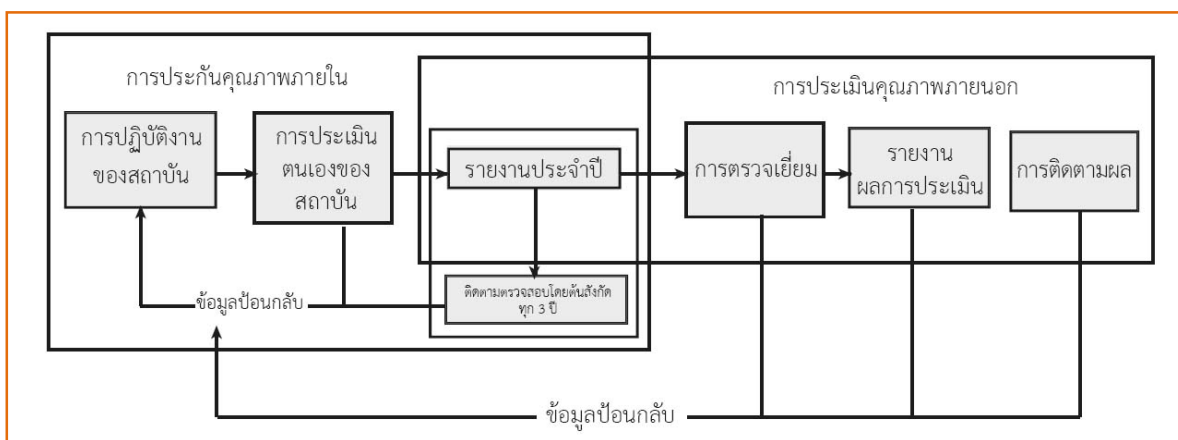 การประกันคุณภาพภายใน
การประเมินคุณภาพภายนอก
การปฏิบัติงาน
ของสถาบัน
การประเมิน
ตนเองของ
สถาบัน
รายงานประจำปี
การตรวจเยี่ยม
รายงาน
ผลการประเมิน
การติดตามผล
ติดตามตรวจสอบโดยต้นสังกัด
ทุก 3 ปี
ข้อมูลป้อนกลับ
ข้อมูลป้อนกลับ